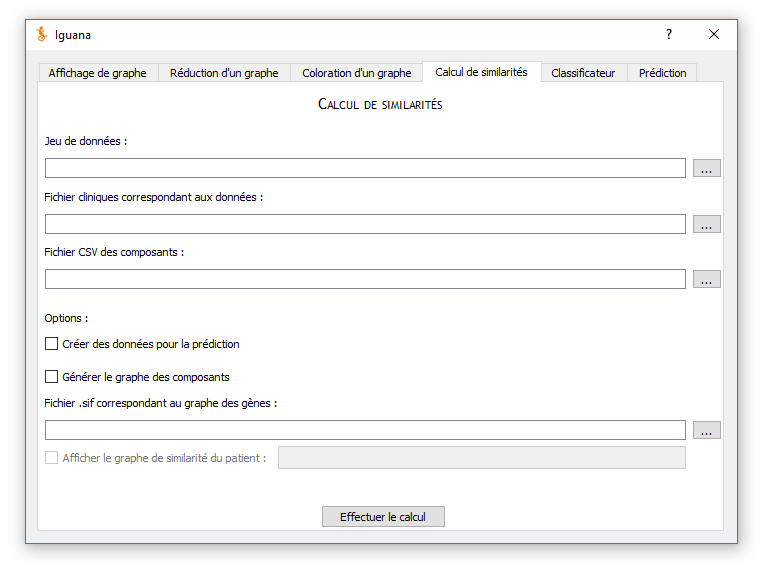 Iguana
?
Affichage de graphe Réduction d'un graphe Coloration d'un graphe Calcul de similarités Classificateur Prédiction
CALCUL DE SIMILARITÉS
Jeu de données :
...
Fichier cliniques correspondant aux données :
...
Fichier CSV des composants :
...
Options :
Créer des données pour la prédiction
Générer le graphe des composants
Fichier .sif correspondant au graphe des gènes :
...
Afficher le graphe de similarité du patient :
Effectuer le calcul